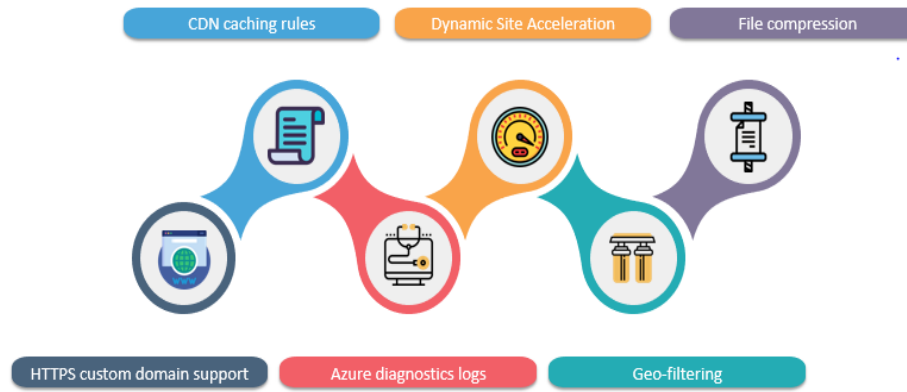 CDN caching rules
Dynamic Site Acceleration
File compression
HTTPS custom domain support
Azure diagnostics logs
Geo-filtering